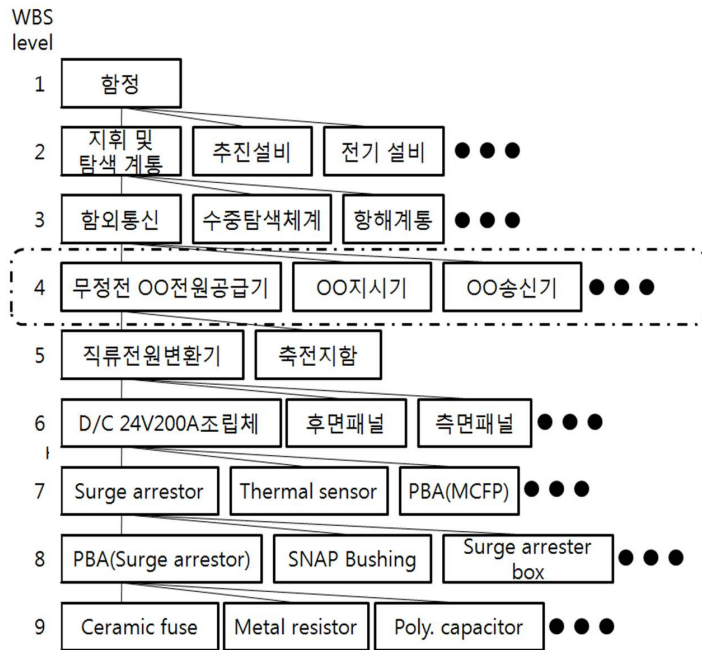 WBS
level
1 함정
2 지휘 및
탐색 계통 추진설비 전기 설비 ●●●
3 함외통신 수중탐색체계 항해계통 ●●●
4 무정전 OO전원공급기 OO지시기 OO송신기 ●●●
5 직류전원변환기 축전지함
6 D/C 24V200A조립체 후면패널 측면패널 ●●●
7 Surge arrestor Thermal sensor PBA(MCFP) ●●●
8 PBA(Surge arrestor) SNAP Bushing Surge arrester
box ●●●
9 Ceramic fuse Metal resistor Poly. capacitor ●●●